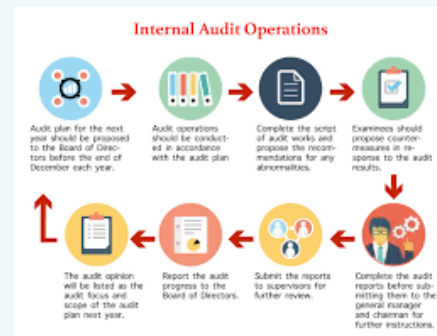 Internal Audit Operations
Audit plan for the next
year should be proposed
to the Board of Direc-
tors before the end of
December each year.
Audit operations
should be conduct-
ed in accordance
with the audit plan
Complete the script
of audit works and
propose the recom-
mendations for any
abnormalities.
Examinees should
propose counter-
measures in re-
sponse to the audit
results.
The audit opinion
will be listed as the
audit focus and
scope of the audit
plan next year.
Report the audit
progress to the
Board of Directors.
Submit the reports
to supervisors for
further review.
Complete the audit
reports before sub-
mitting them to the
general manager
and chairman for
further instructions.